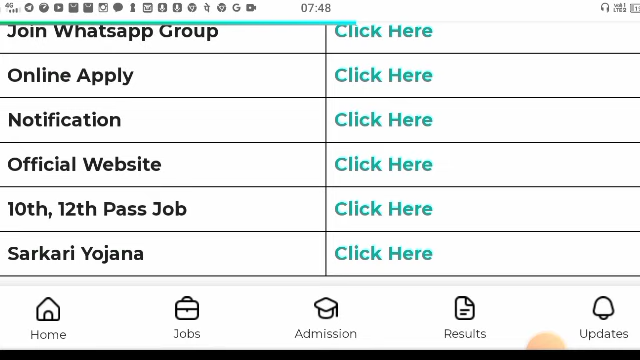 4G 07:48
Join Whatsapp Group Click Here
Online Apply Click Here
Notification Click Here
Official Website Click Here
10th, 12th Pass Job Click Here
Sarkari Yojana Click Here
Home Jobs Admission Results Updates